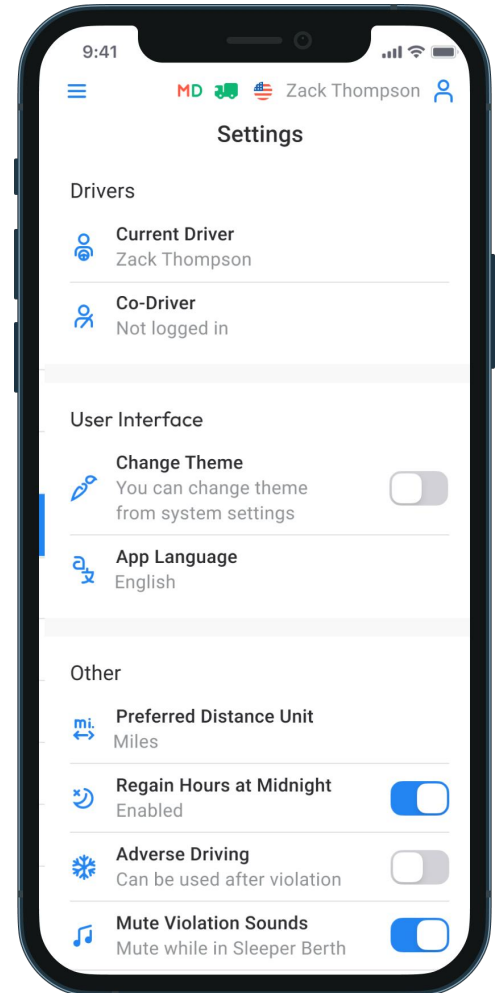 9:41
MD Zack Thompson
Settings
Drivers
Current Driver
Zack Thompson
Co-Driver
Not logged in
User Interface
Change Theme
You can change theme
from system settings
App Language
English
Other
mi.
Preferred Distance Unit
Miles
Regain Hours at Midnight
Enabled
Adverse Driving
Can be used after violation
Mute Violation Sounds
Mute while in Sleeper Berth